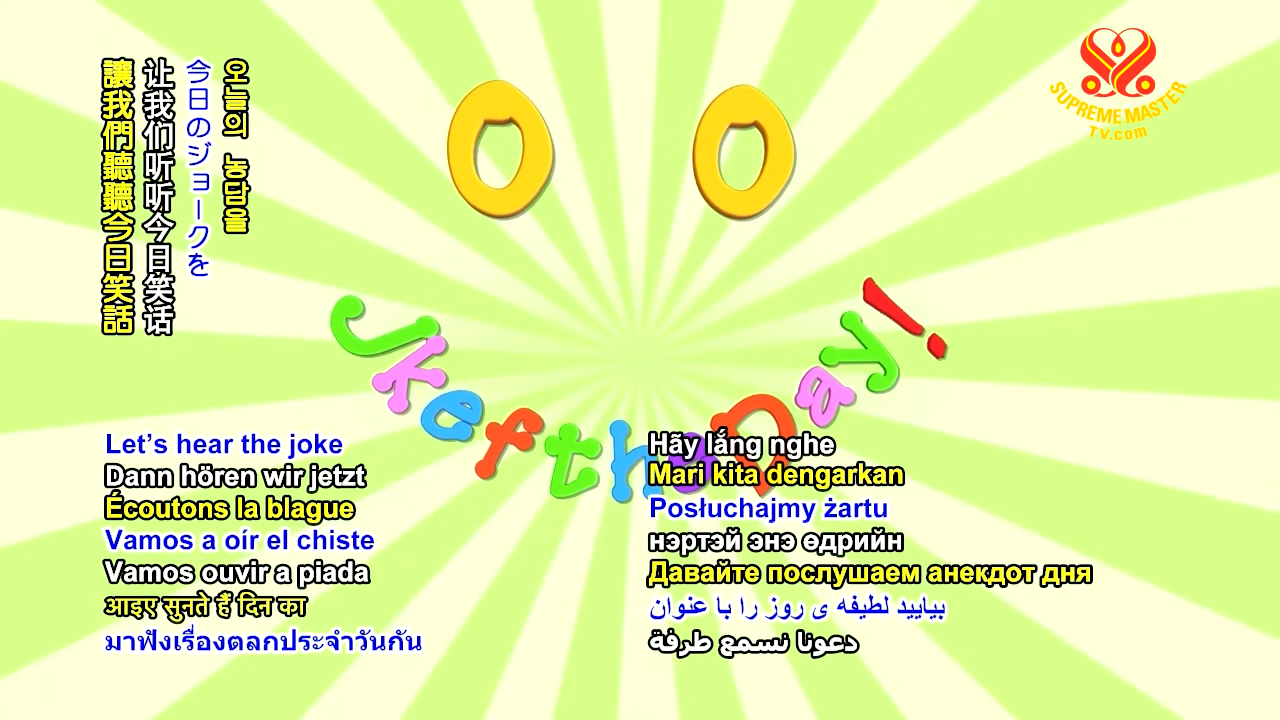 오늘의 농담을
今日のジョークを
让我们听听今日笑话
讓我們聽聽今日笑話
SUPREME MASTER
TV.com
O O
Jkef the Day!
Let’s hear the joke
Dann hören wir jetzt
Écoutons la blague
Vamos a oír el chiste
Vamos ouvir a piada
आइए सुनते हैं दिन का
มาฟังเรื่องตลกประจำวันกัน
Hãy lắng nghe
Mari kita dengarkan
Posłuchajmy żartu
нэртэй энэ өдрийн
Давайте послушаем анекдот дня
بیایید لطیفه ی روز را با عنوان
دعونا نسمع طرفة